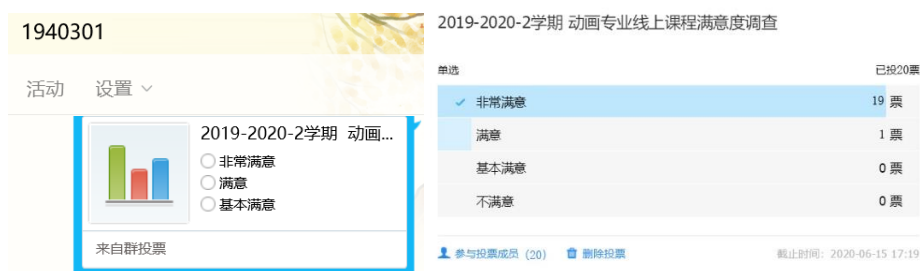 1940301
活动 设置
2019-2020-2学期 动画...
非常满意
满意
基本满意
来自群投票
2019-2020-2学期 动画专业线上课程满意度调查
单选 已投20票
非常满意 19 票
满意 1 票
基本满意 0 票
不满意 0 票
参与投票成员 (20) 删除投票 截止时间: 2020-06-15 17:19